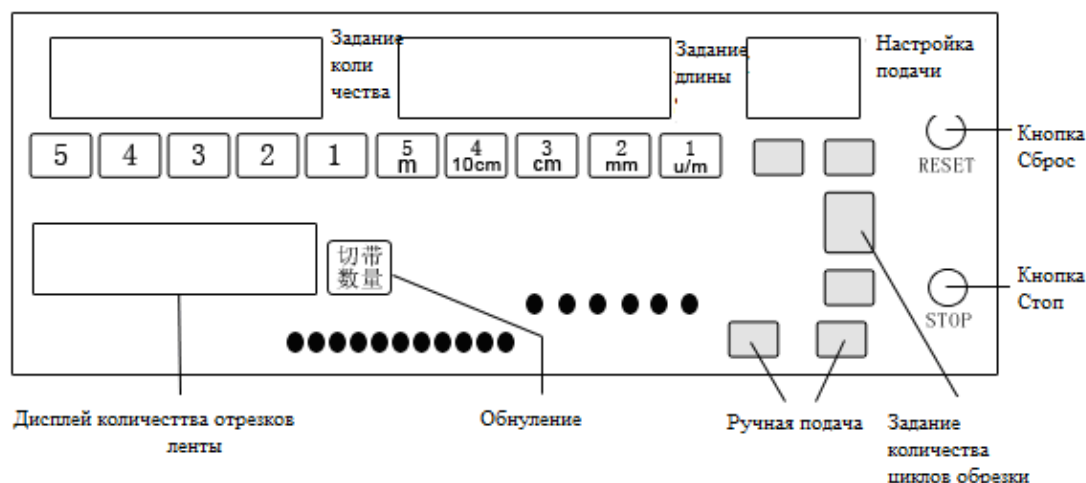 Задание
коли
чества
Задание
длины
Настройка
подачи
5 4 3 2 1 5 m 4 10cm 3 cm 2 mm 1 u/m
RESET
Кнопка
Сброс
切带
数量
Кнопка
Стоп
STOP
Дисплей количесттва отрезков
ленты
Обнуление
Ручная подача
Задание
количества
циклов обрезки